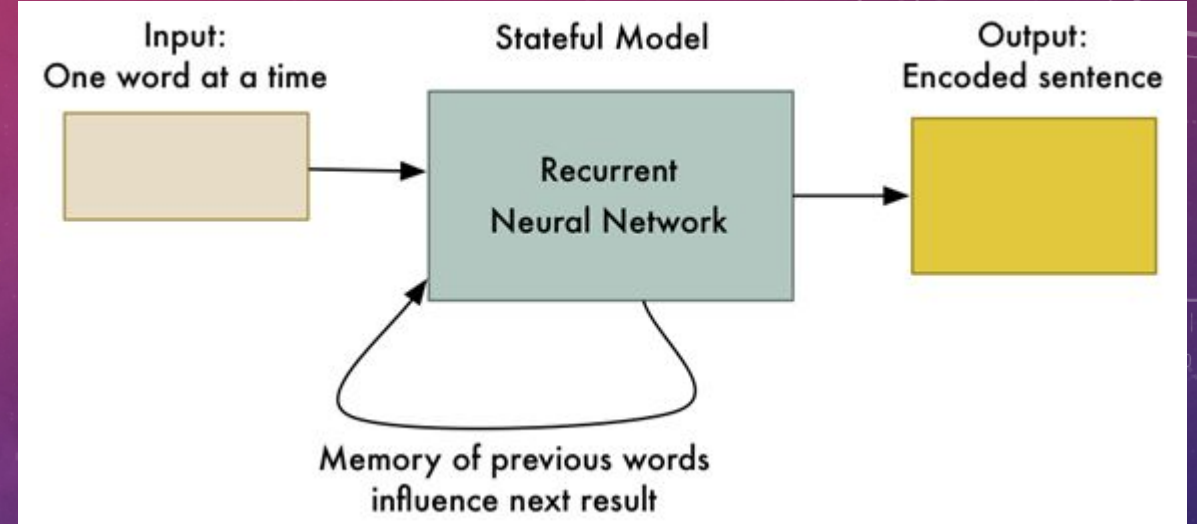 Input:
One word at a time
Stateful Model
Output:
Encoded sentence
Recurrent
Neural Network
Memory of previous words
influence next result